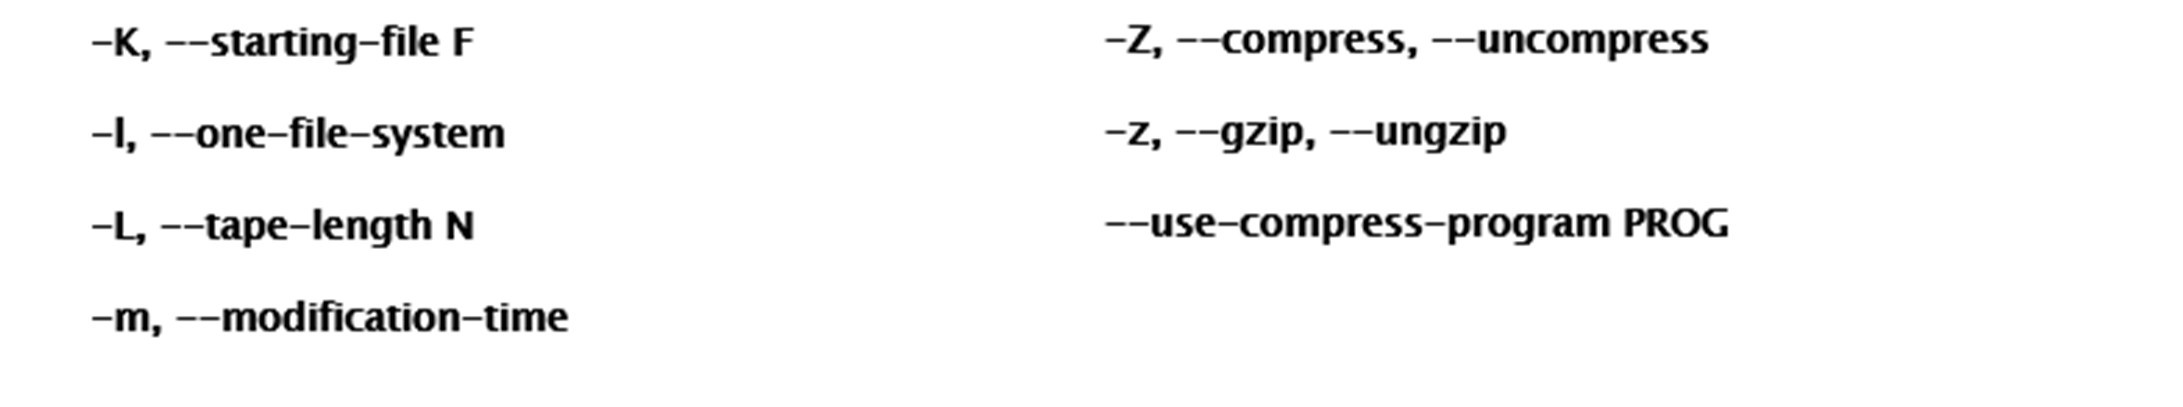 -K, --starting-file F
-l, --one-file-system
-L, --tape-length N
-m, --modification-time
-Z, --compress, --uncompress
-z, --gzip, --ungzip
--use-compress-program PROG